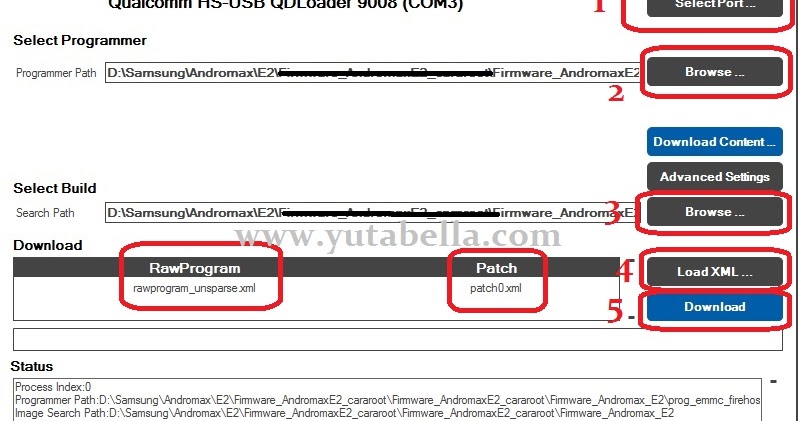 Qualcomm HS-USB QDLoader 9008 (COM3)
1
Select Port ...
Select Programmer
Programmer Path
D:\Samsung\Andromax\E2\Firmware_AndromaxE2_cararoot\Firmware_AndromaxE2
Browse ...
2
Download Content ...
Advanced Settings
Select Build
Search Path
D:\Samsung\Andromax\E2\Firmware_AndromaxE2_cararoot\Firmware_AndromaxE2
3
Browse ...
www.yutabella.com
Download
RawProgram
Patch
4
Load XML ...
rawprogram_unsparse.xml
patch0.xml
5
Download
Status
Process Index:0
Programmer Path:D:\Samsung\Andromax\E2\Firmware_AndromaxE2_cararoot\Firmware_AndromaxE2_cararoot\Firmware_Andromax_E2\prog_emmc_firehos
Image Search Path:D:\Samsung\Andromax\E2\Firmware_AndromaxE2_cararoot\Firmware_AndromaxE2_cararoot\Firmware_Andromax_E2